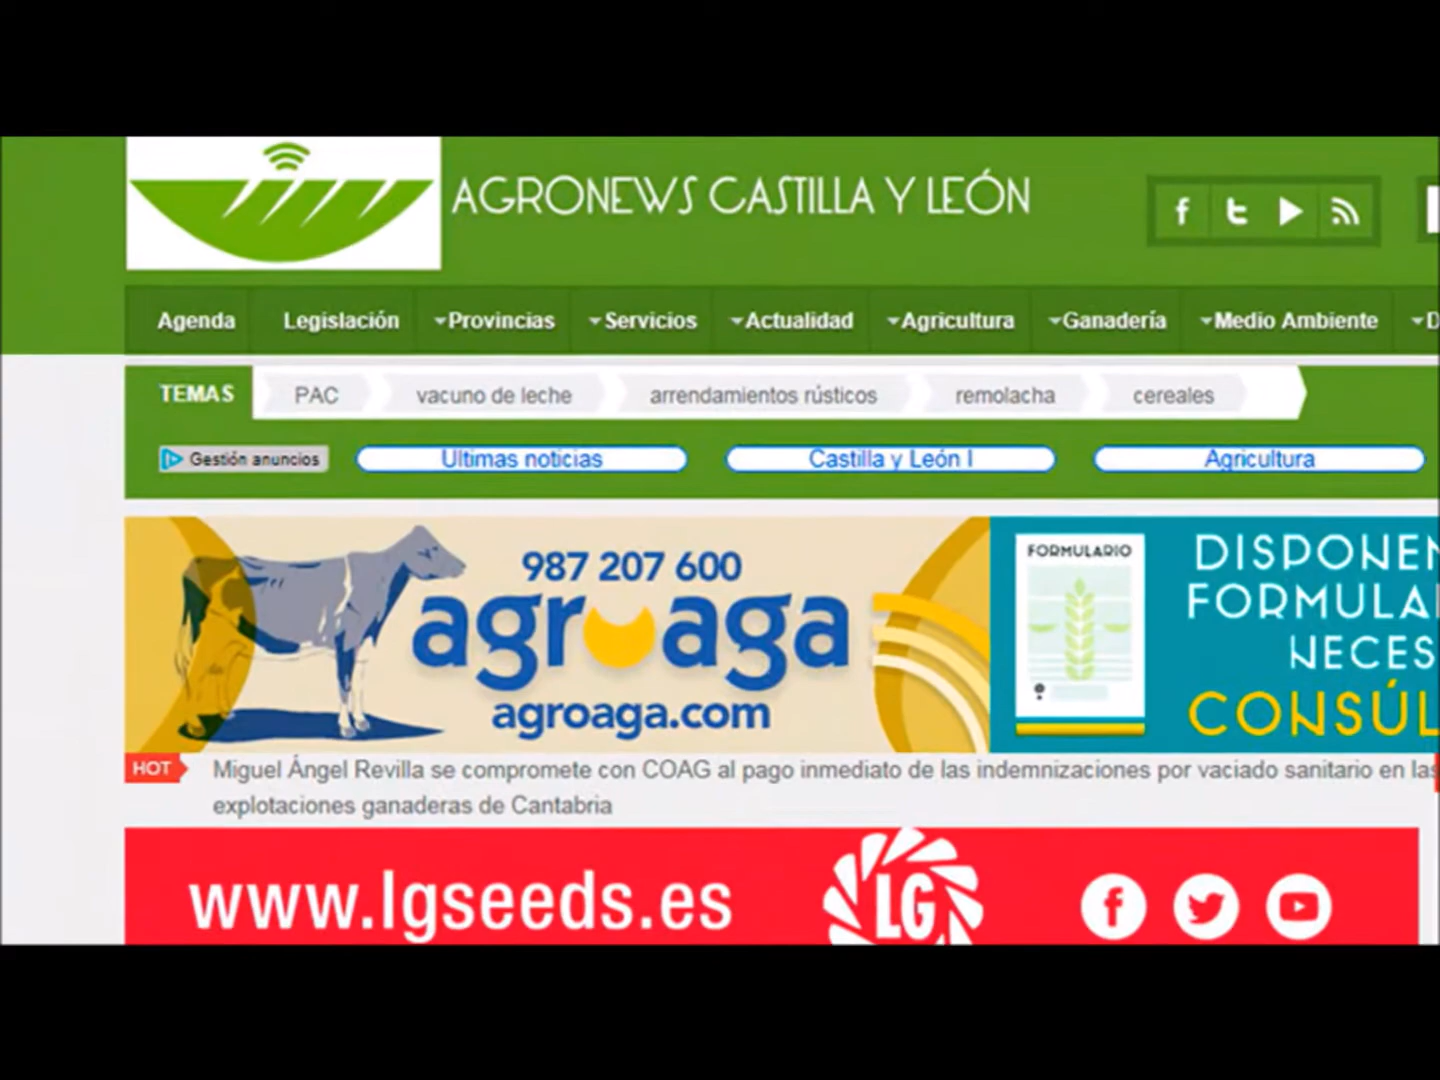 AGRONEWS CASTILLA Y LEÓN
Agenda Legislación Provincias Servicios Actualidad Agricultura Ganadería Medio Ambiente D
TEMAS PAC vacuno de leche arrendamientos rústicos remolacha cereales
Gestión anuncios Ultimas noticias Castilla y León I Agricultura
987 207 600
agroaga
agroaga.com
FORMULARIO
DISPONEN
FORMULA
NECES
CONSÚL
HOT Miguel Ángel Revilla se compromete con COAG al pago inmediato de las indemnizaciones por vaciado sanitario en las
explotaciones ganaderas de Cantabria
www.lgseeds.es LG